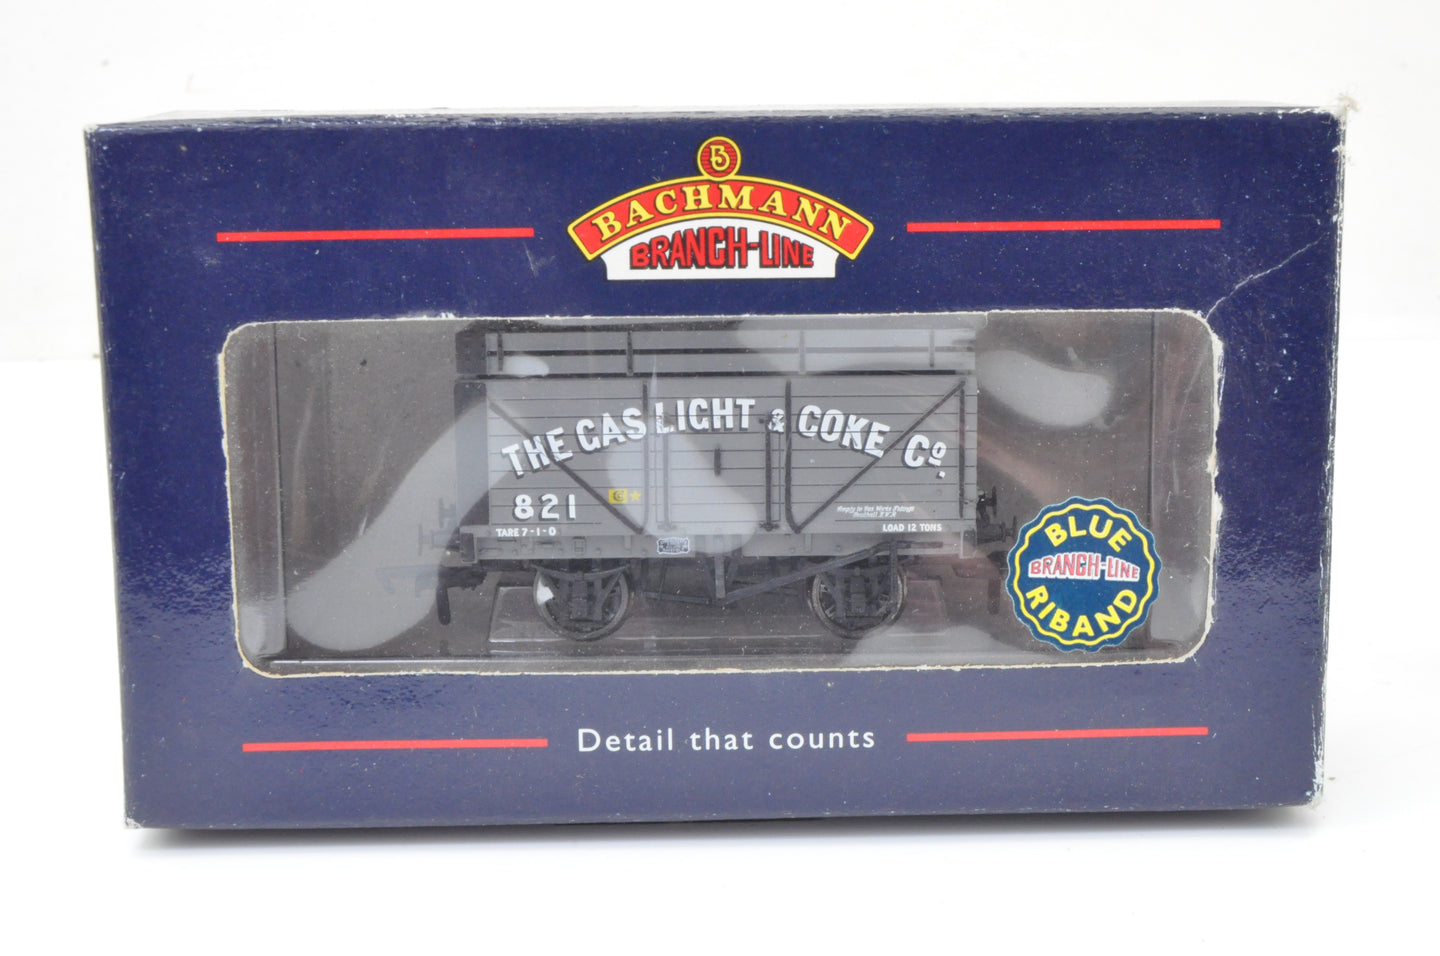 B
BACHMANN
BRANCH-LINE
THE GAS LIGHT & COKE Co.
821
C
TARE 7-1-0
LOAD 12 TONS
BLUE
BRANCH-LINE
RIBAND
Detail that counts